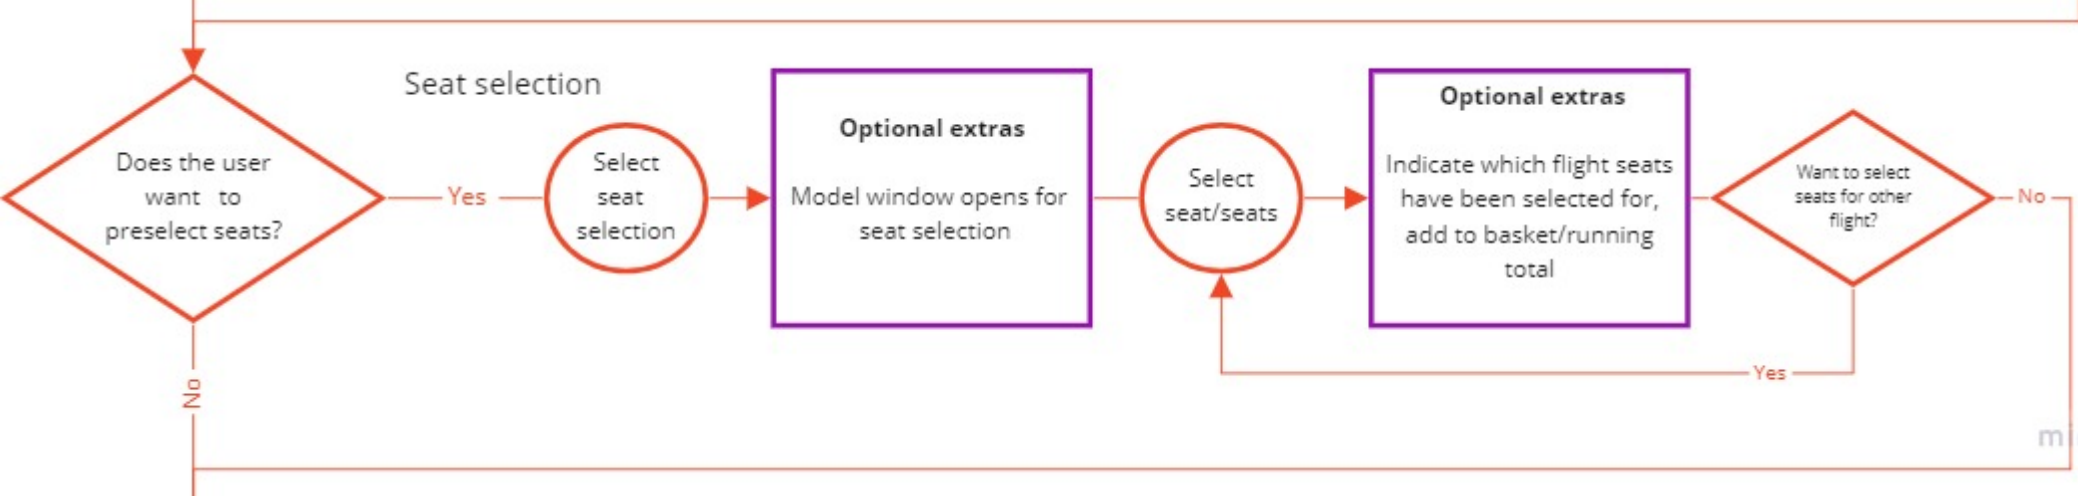 Seat selection
Does the user
want to
preselect seats?
Yes
No
Select
seat
selection
Optional extras
Model window opens for
seat selection
Select
seat/seats
Optional extras
Indicate which flight seats
have been selected for,
add to basket/running
total
Want to select
seats for other
flight?
No
Yes